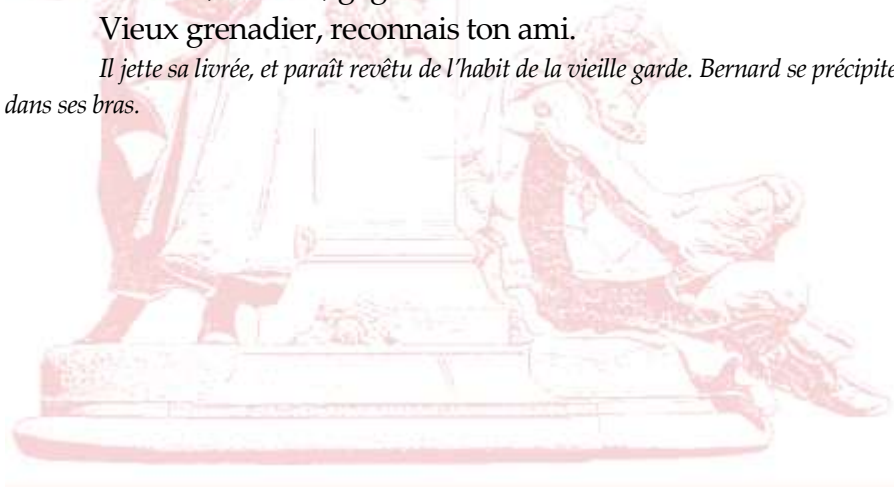 Vieux grenadier, reconnais ton ami.
Il jette sa livrée, et paraît revêtu de l'habit de la vieille garde. Bernard se précipite
dans ses bras.